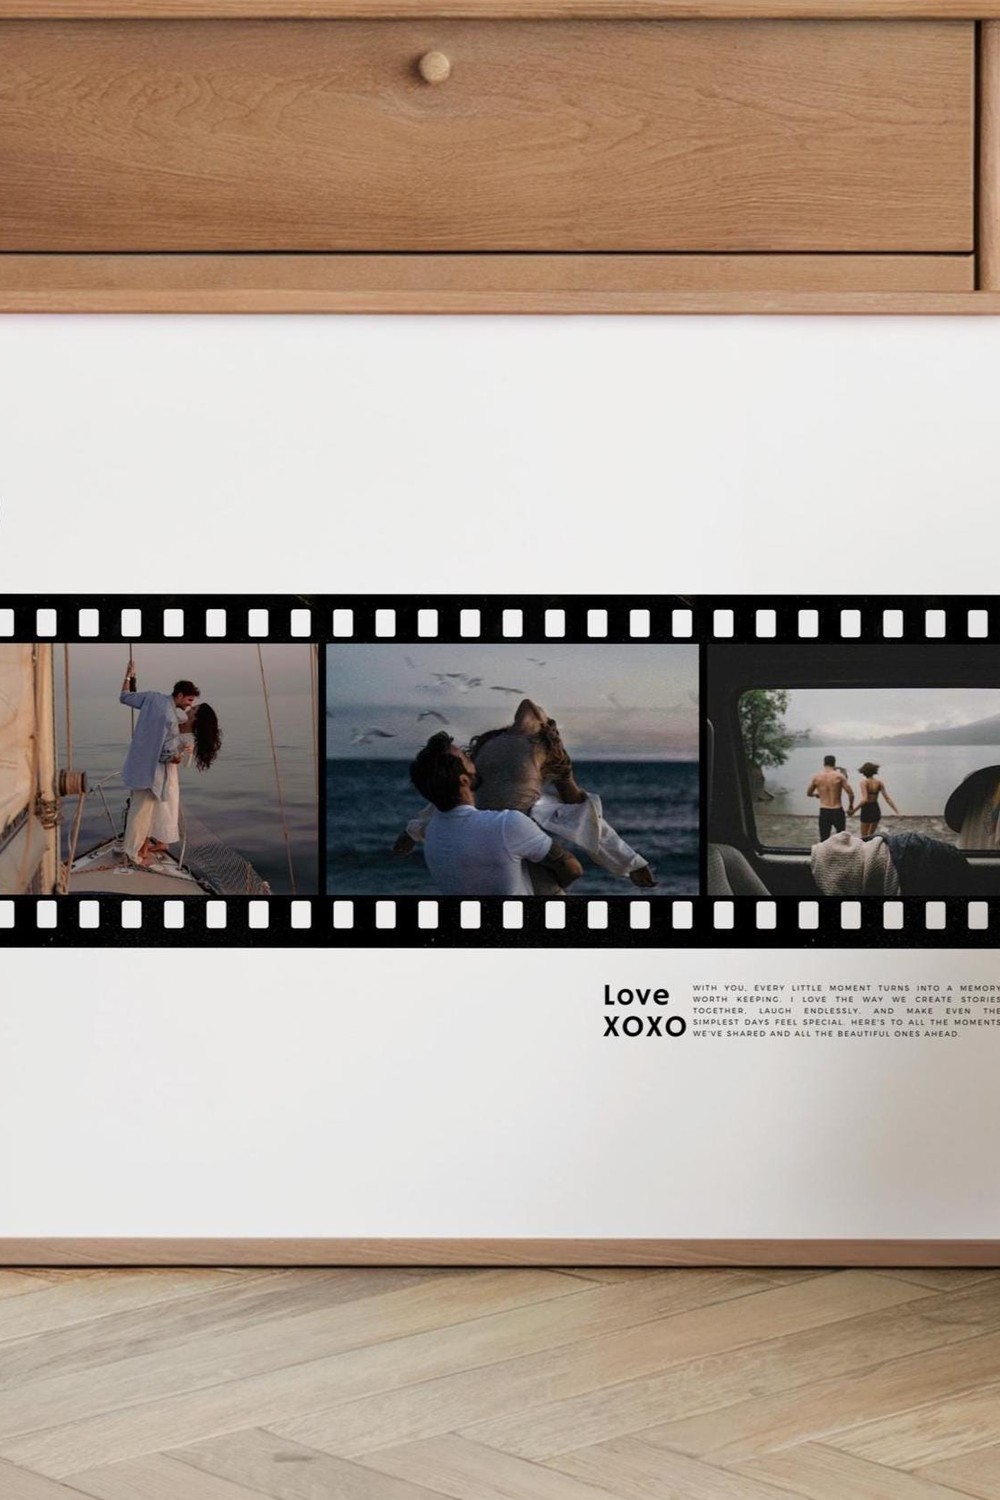 Love
XOXO
WITH YOU, EVERY LITTLE MOMENT TURNS INTO A MEMORY
WORTH KEEPING. I LOVE THE WAY WE CREATE STORIES
TOGETHER, LAUGH ENDLESSLY, AND MAKE EVEN THE
SIMPLEST DAYS FEEL SPECIAL. HERE'S TO ALL THE MOMENTS
WE'VE SHARED AND ALL THE BEAUTIFUL ONES AHEAD.